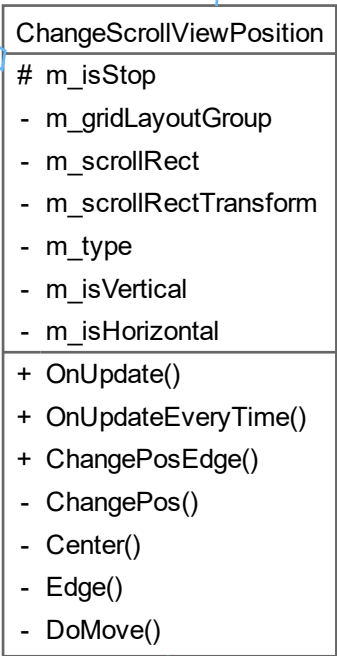 ChangeScrollViewPosition
# m_isStop
- m_gridLayoutGroup
- m_scrollRect
- m_scrollRectTransform
- m_type
- m_isVertical
- m_isHorizontal
+ OnUpdate()
+ OnUpdateEveryTime()
+ ChangePosEdge()
- ChangePos()
- Center()
- Edge()
- DoMove()